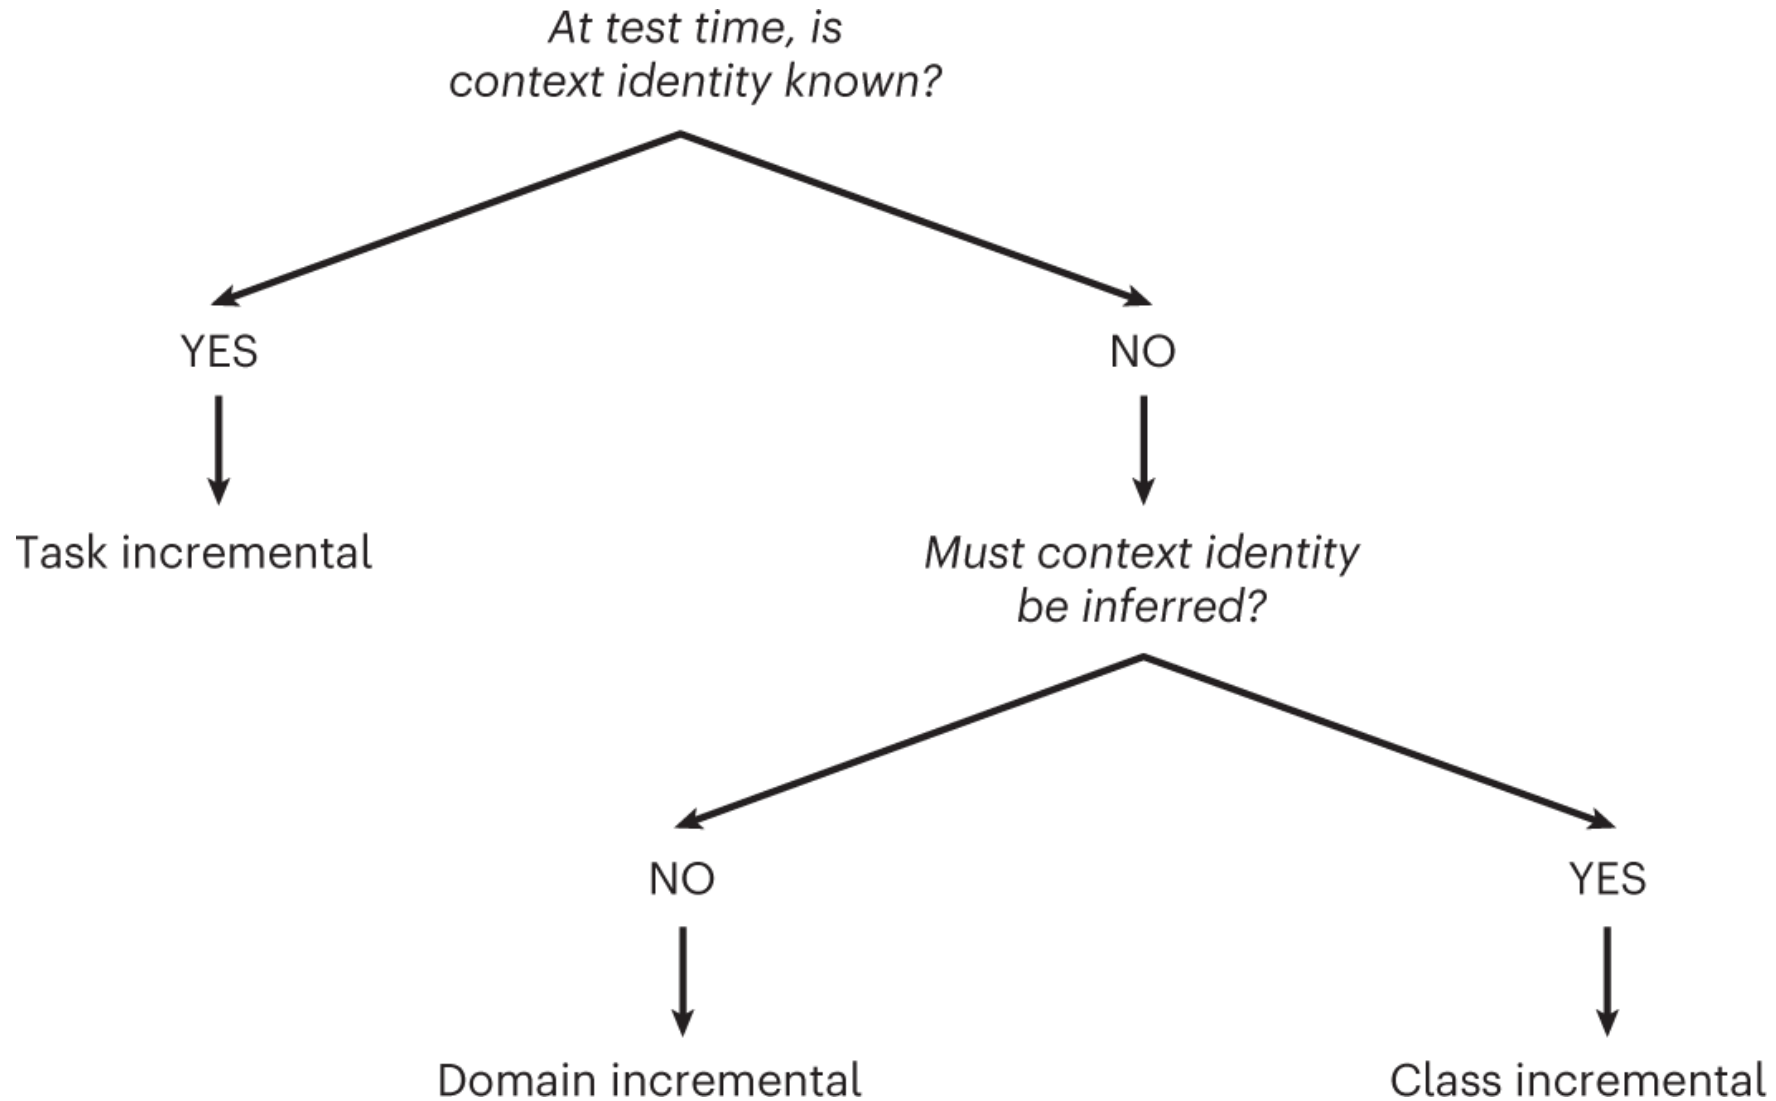 At test time, is
context identity known?
YES
NO
Task incremental
Must context identity
be inferred?
NO
YES
Domain incremental
Class incremental